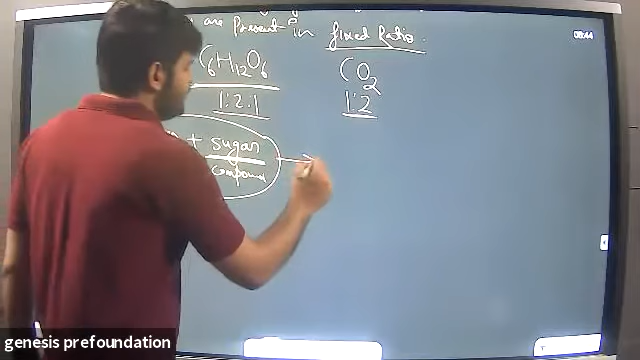 are Present in fixed Ratio.
C6H12O6
CO2
1:2:1
1:2
+ sugar
compound
08:44
genesis prefoundation